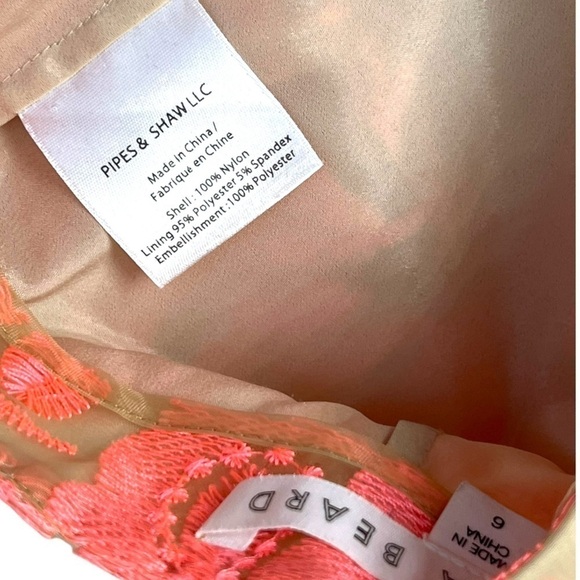 PIPES & SHAW LLC
Made in China /
Fabriqué en Chine
Shell : 100% Nylon
Lining 95% Polyester 5% Spandex
Embellishment : 100% Polyester
BEARD
6
MADE IN
CHINA